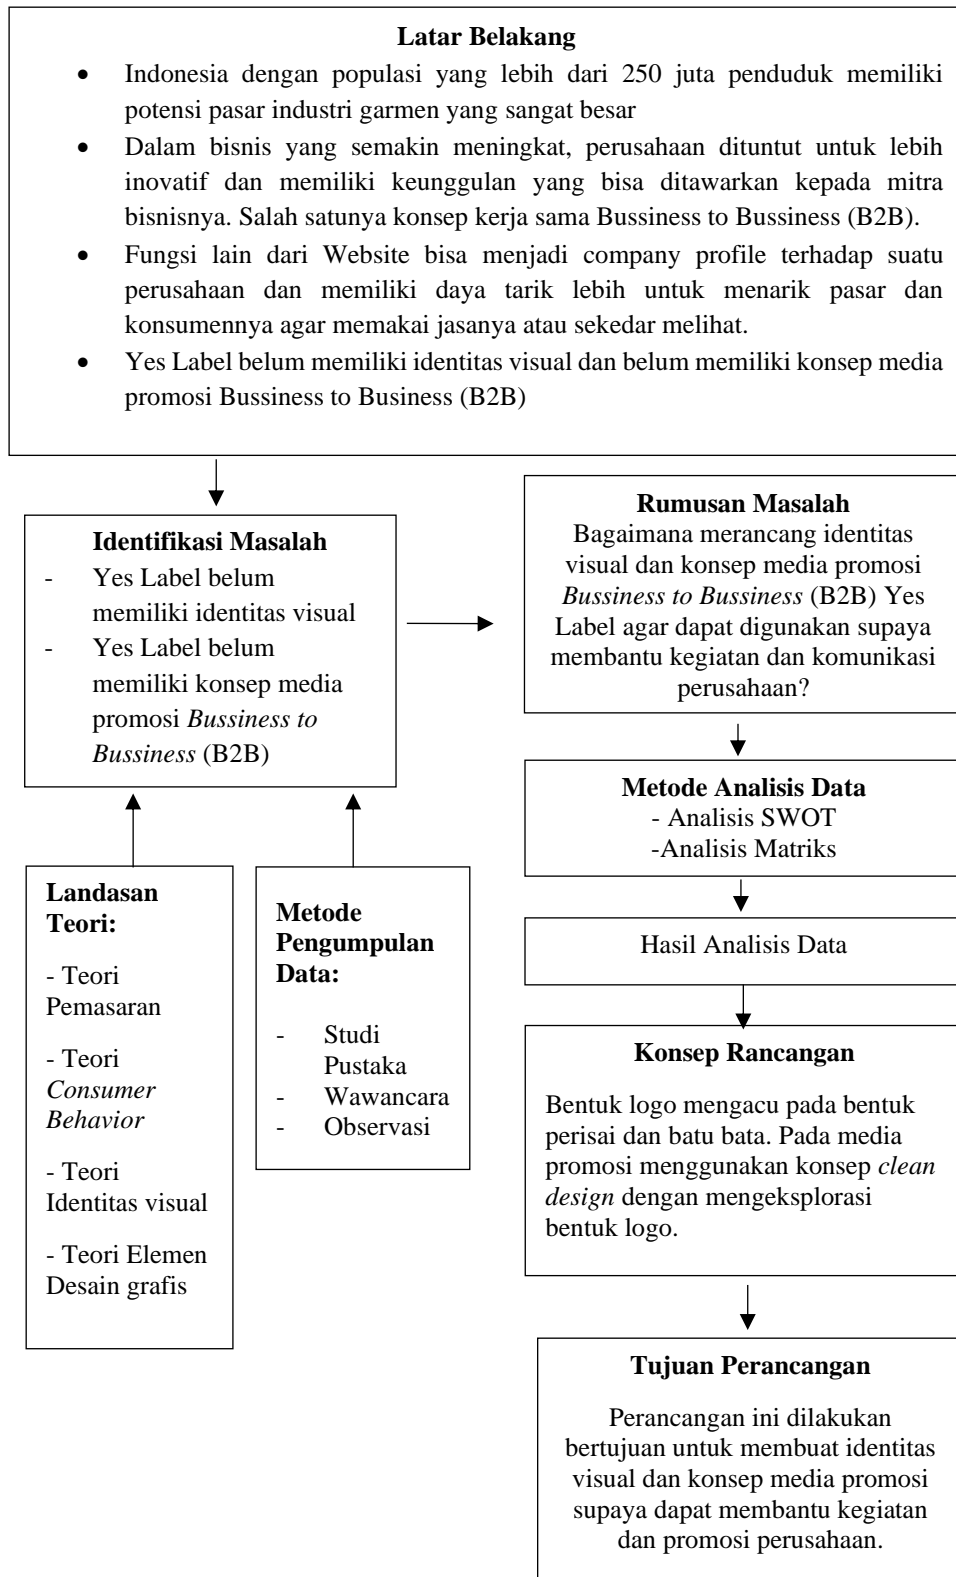 Latar Belakang
• Indonesia dengan populasi yang lebih dari 250 juta penduduk memiliki
potensi pasar industri garmen yang sangat besar
• Dalam bisnis yang semakin meningkat, perusahaan dituntut untuk lebih
inovatif dan memiliki keunggulan yang bisa ditawarkan kepada mitra
bisnisnya. Salah satunya konsep kerja sama Bussiness to Bussiness (B2B).
• Fungsi lain dari Website bisa menjadi company profile terhadap suatu
perusahaan dan memiliki daya tarik lebih untuk menarik pasar dan
konsumennya agar memakai jasanya atau sekedar melihat.
• Yes Label belum memiliki identitas visual dan belum memiliki konsep media
promosi Bussiness to Business (B2B)
Identifikasi Masalah
- Yes Label belum
memiliki identitas visual
- Yes Label belum
memiliki konsep media
promosi Bussiness to
Bussiness (B2B)
Rumusan Masalah
Bagaimana merancang identitas
visual dan konsep media promosi
Bussiness to Bussiness (B2B) Yes
Label agar dapat digunakan supaya
membantu kegiatan dan komunikasi
perusahaan?
Landasan
Teori:
- Teori
Pemasaran
- Teori
Consumer
Behavior
- Teori
Identitas visual
- Teori Elemen
Desain grafis
Metode
Pengumpulan
Data:
- Studi
Pustaka
- Wawancara
- Observasi
Metode Analisis Data
- Analisis SWOT
-Analisis Matriks
Hasil Analisis Data
Konsep Rancangan
Bentuk logo mengacu pada bentuk
perisai dan batu bata. Pada media
promosi menggunakan konsep clean
design dengan mengeksplorasi
bentuk logo.
Tujuan Perancangan
Perancangan ini dilakukan
bertujuan untuk membuat identitas
visual dan konsep media promosi
supaya dapat membantu kegiatan
dan promosi perusahaan.